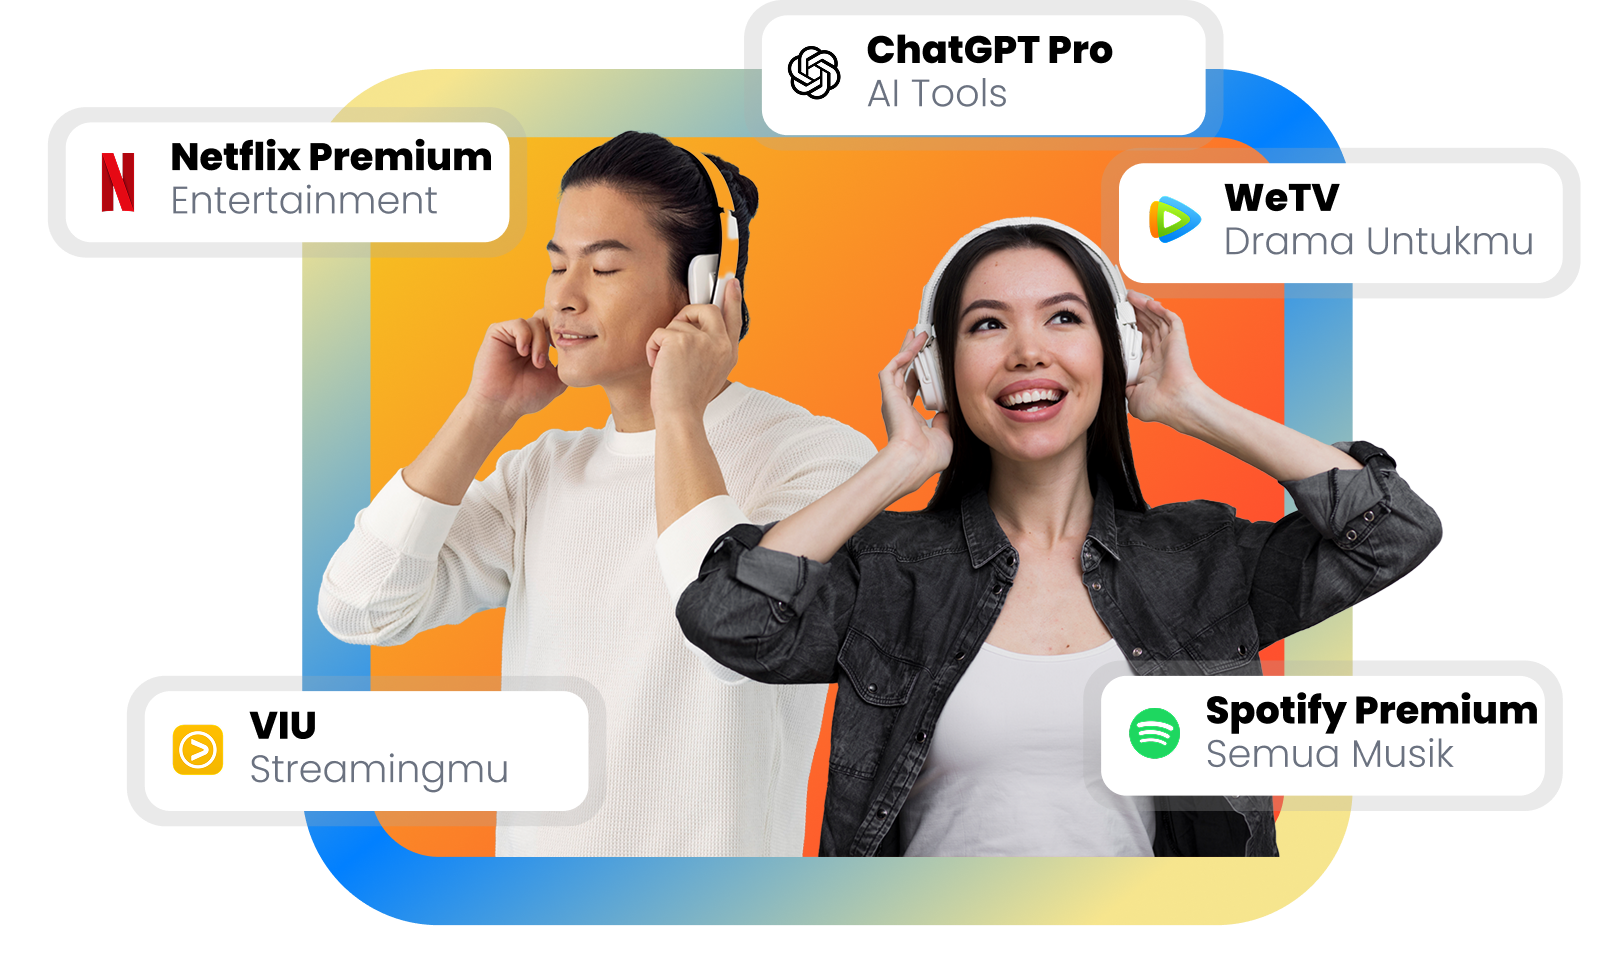 ChatGPT Pro
AI Tools
Netflix Premium
Entertainment
WeTV
Drama Untukmu
VIU
Streamingmu
Spotify Premium
Semua Musik